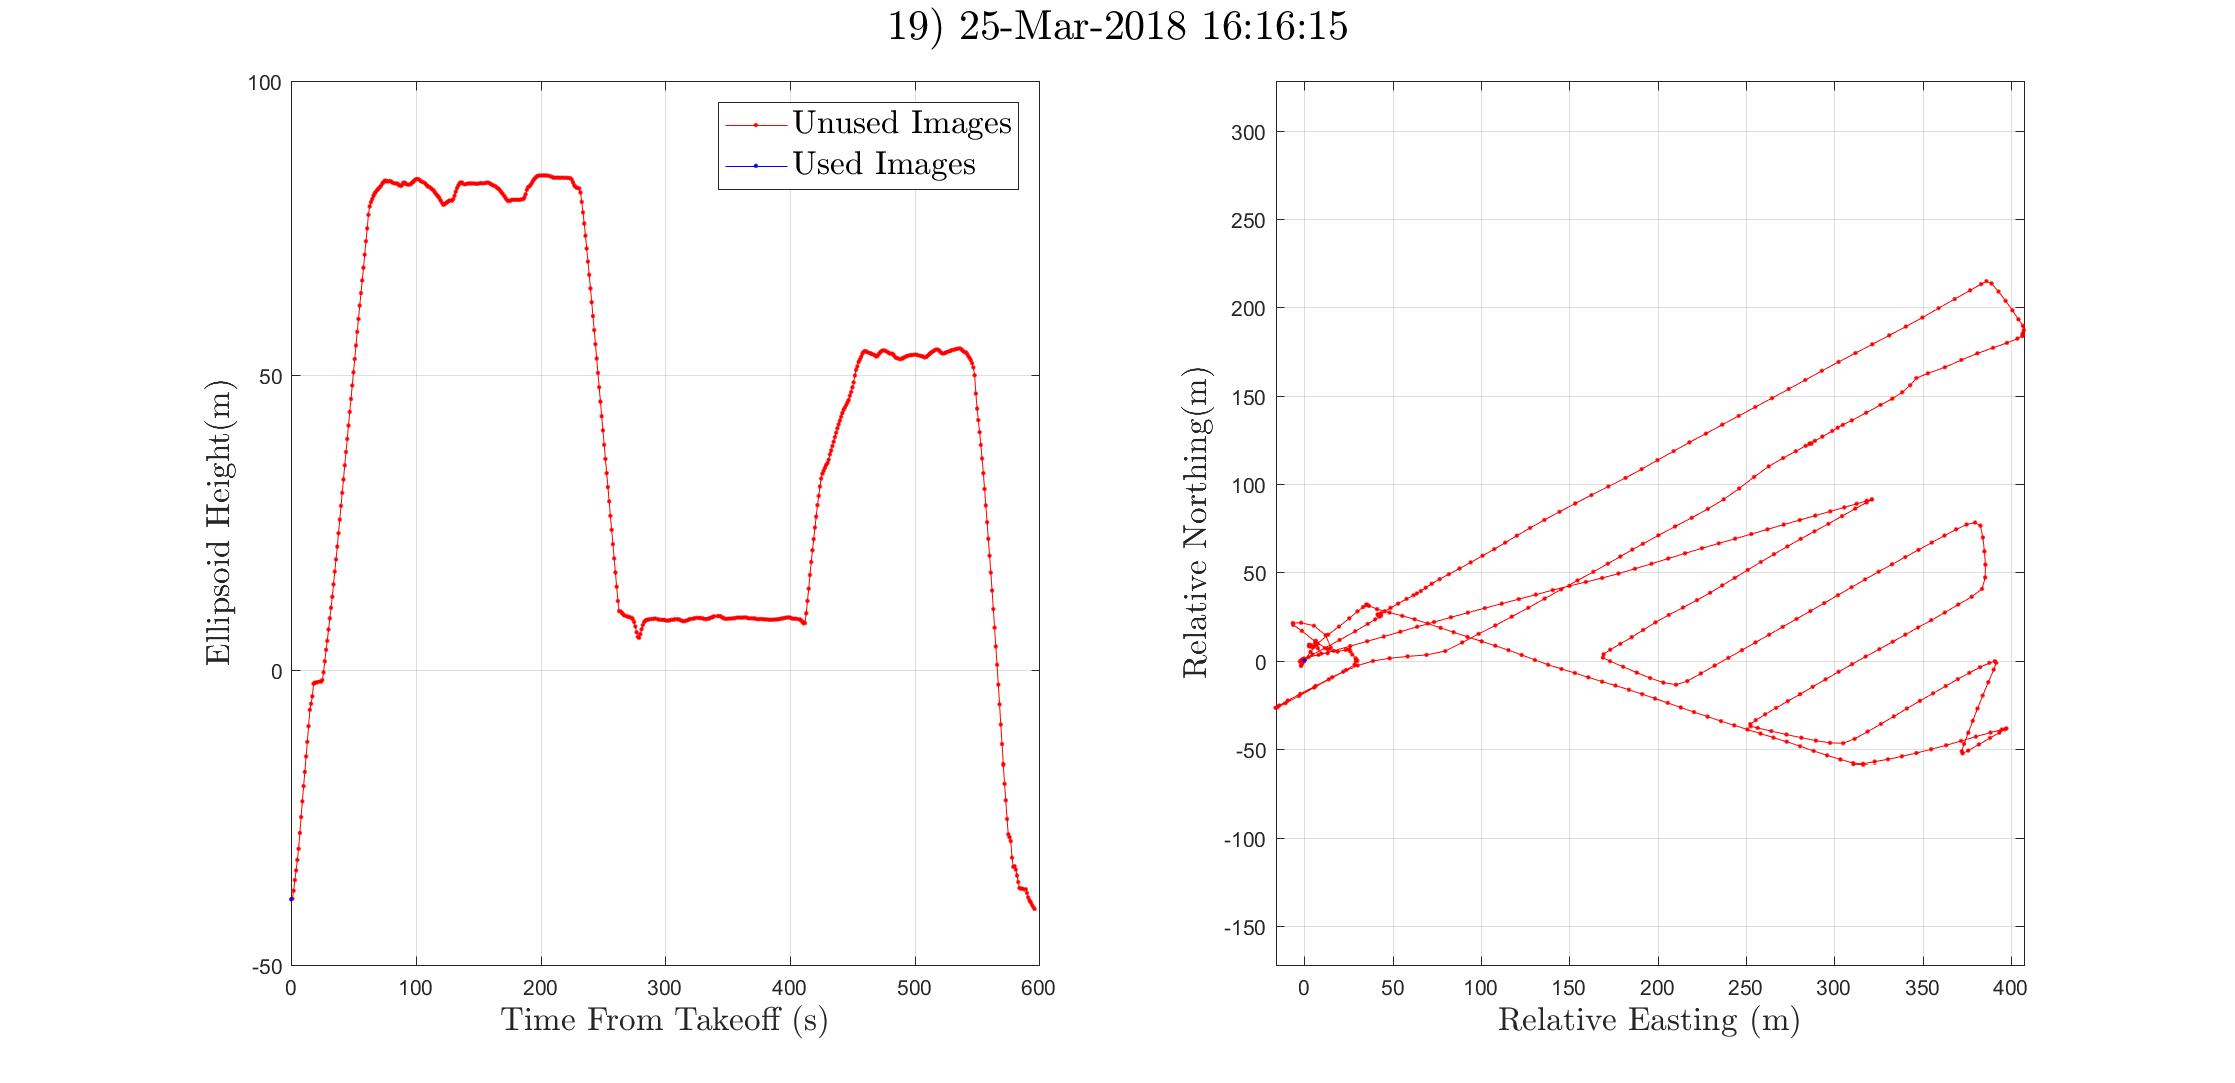 19) 25-Mar-2018 16:16:15
Ellipsoid Height(m)
100
50
0
-50
Unused Images
Used Images
0 100 200 300 400 500 600
Time From Takeoff (s)
Relative Northing(m)
300
250
200
150
100
50
0
-50
-100
-150
0 50 100 150 200 250 300 350 400
Relative Easting (m)